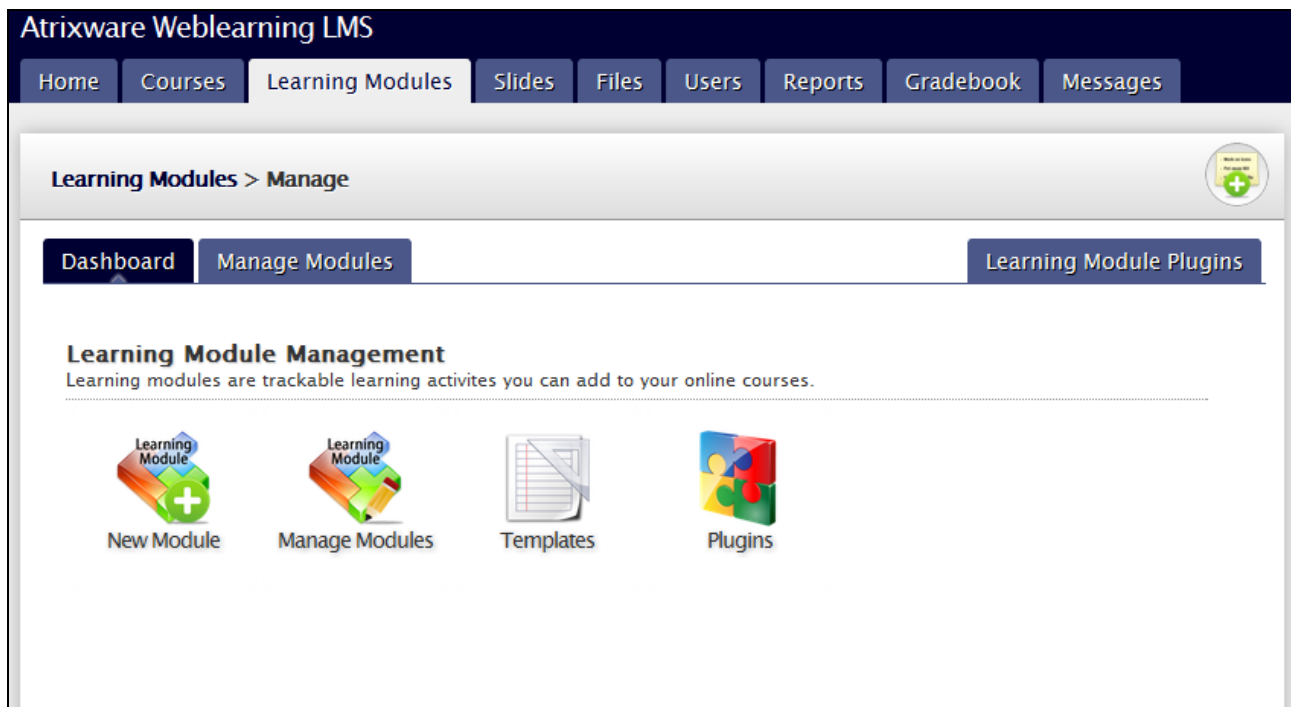 Atrixware Weblearning LMS
Home Courses Learning Modules Slides Files Users Reports Gradebook Messages
Learning Modules > Manage
Dashboard Manage Modules Learning Module Plugins
Learning Module Management
Learning modules are trackable learning activites you can add to your online courses.
Learning
Module
Learning
Module
New Module Manage Modules Templates Plugins